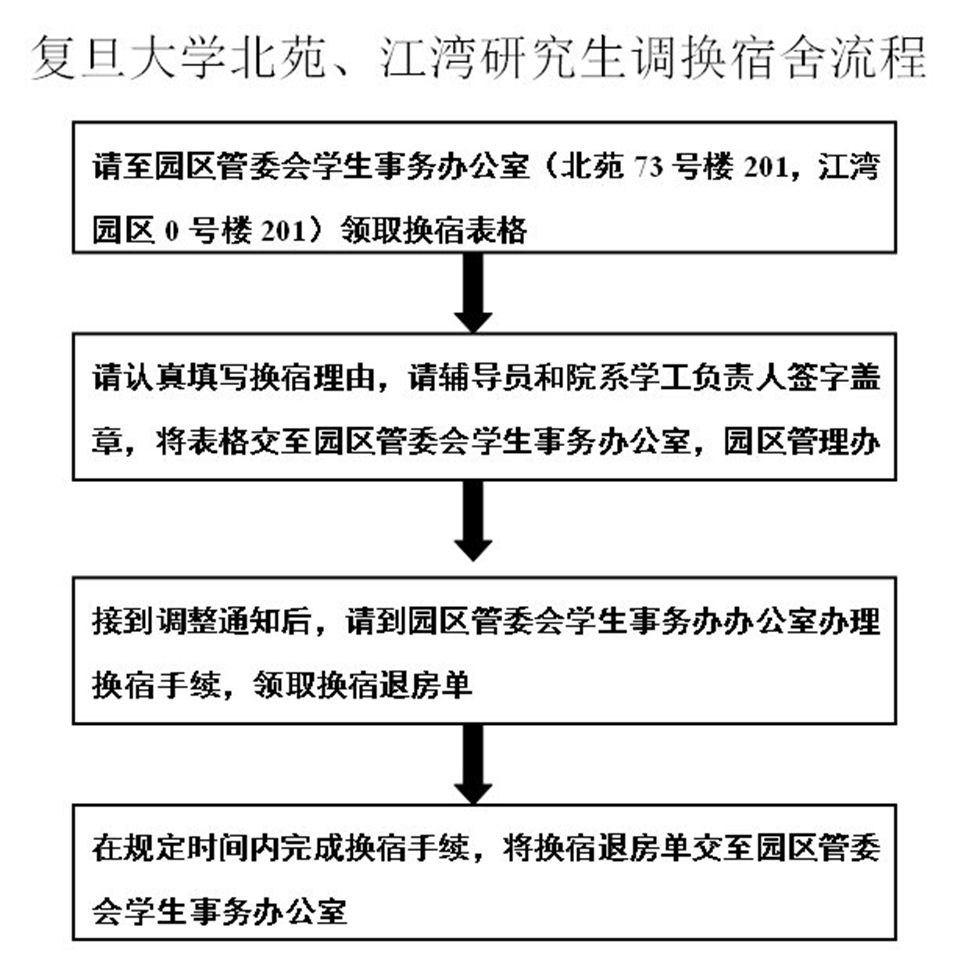 复旦大学北苑、江湾研究生调换宿舍流程
请至园区管委会学生事务办公室（北苑 73 号楼 201，江湾
园区 0 号楼 201）领取换宿表格
请认真填写换宿理由，请辅导员和院系学工负责人签字盖
章，将表格交至园区管委会学生事务办公室，园区管理办
接到调整通知后，请到园区管委会学生事务办办公室办理
换宿手续，领取换宿退房单
在规定时间内完成换宿手续，将换宿退房单交至园区管委
会学生事务办公室